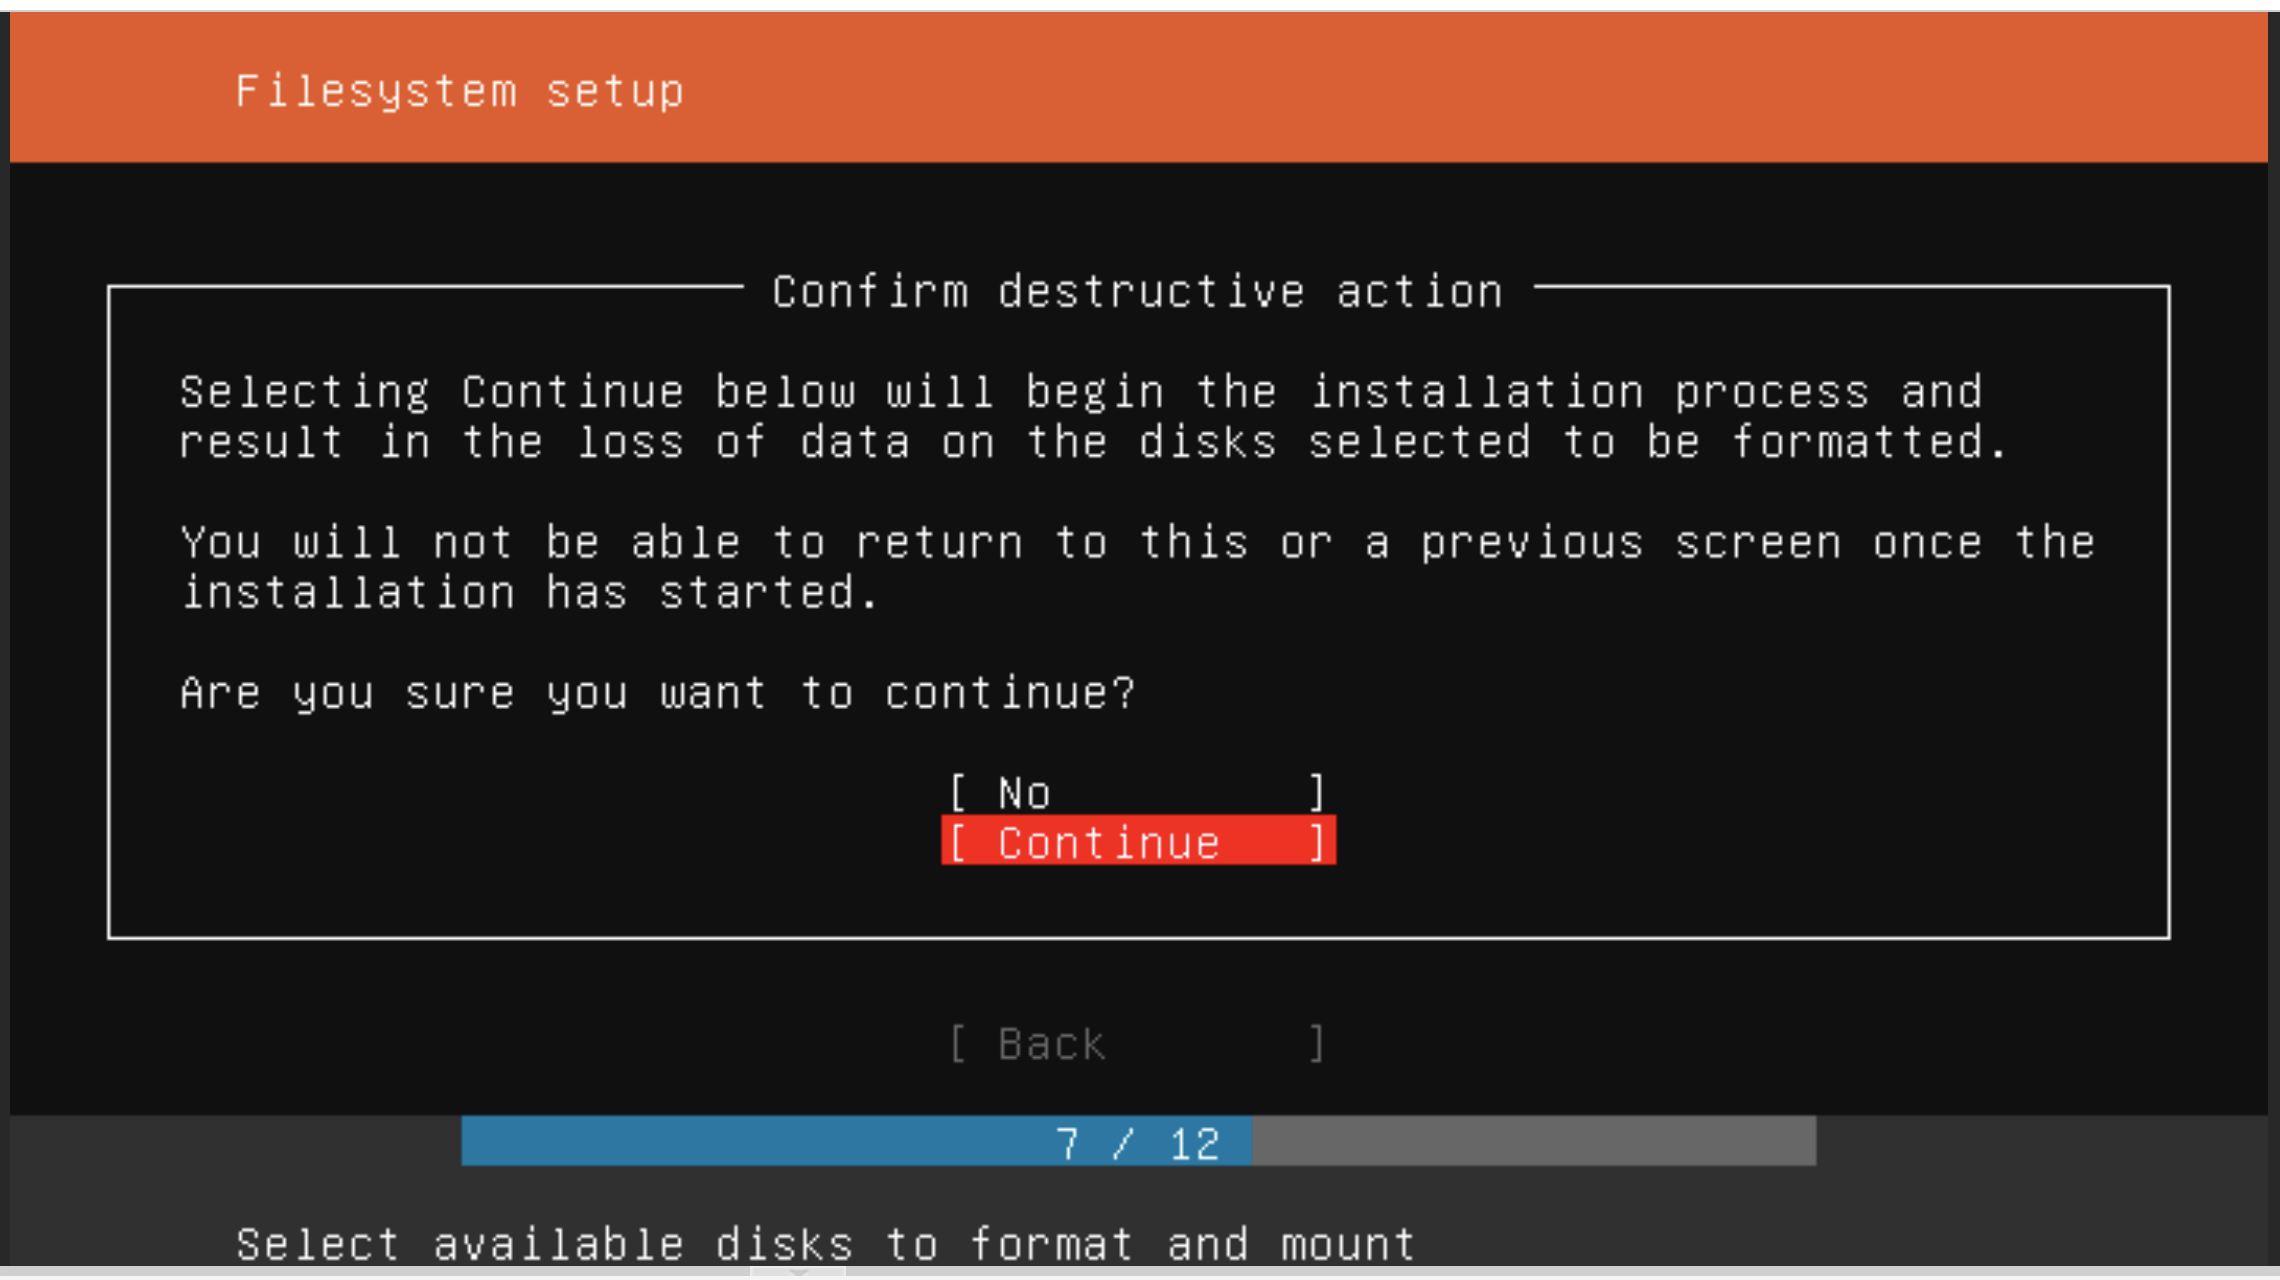 Filesystem setup
Confirm destructive action
Selecting Continue below will begin the installation process and
result in the loss of data on the disks selected to be formatted.
You will not be able to return to this or a previous screen once the
installation has started.
Are you sure you want to continue?
[ No ]
[ Continue ]
[ Back ]
7 / 12
Select available disks to format and mount